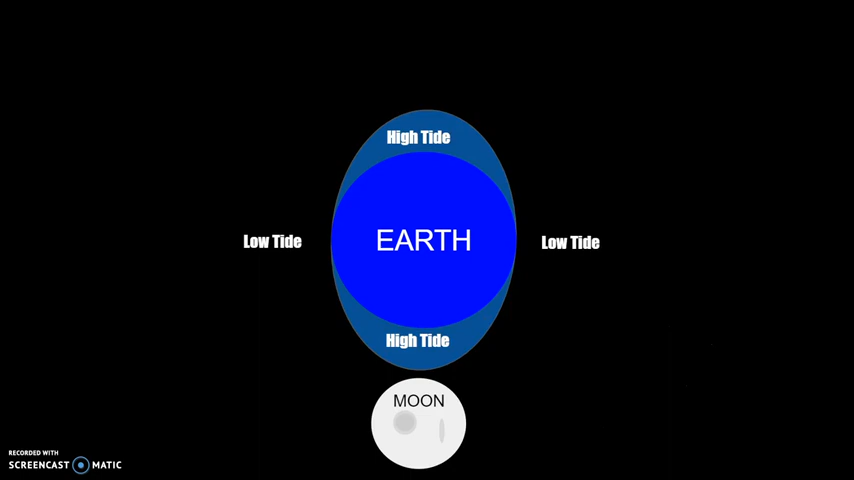 High Tide
Low Tide
EARTH
Low Tide
High Tide
MOON
RECORDED WITH
SCREENCAST MATIC